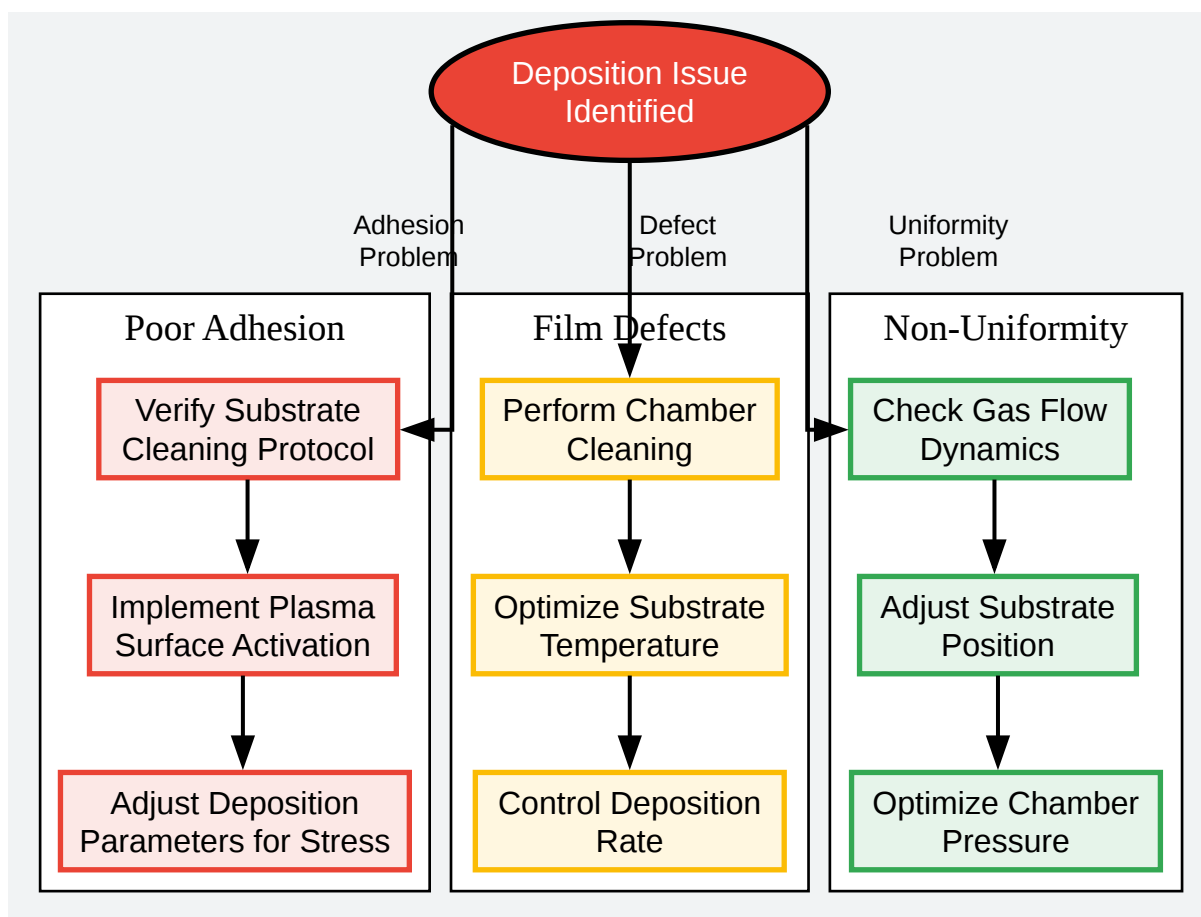 Deposition Issue
Identified
Adhesion
Problem
Defect
Problem
Uniformity
Problem
Poor Adhesion
Verify Substrate
Cleaning Protocol
Implement Plasma
Surface Activation
Adjust Deposition
Parameters for Stress
Film Defects
Perform Chamber
Cleaning
Optimize Substrate
Temperature
Control Deposition
Rate
Non-Uniformity
Check Gas Flow
Dynamics
Adjust Substrate
Position
Optimize Chamber
Pressure